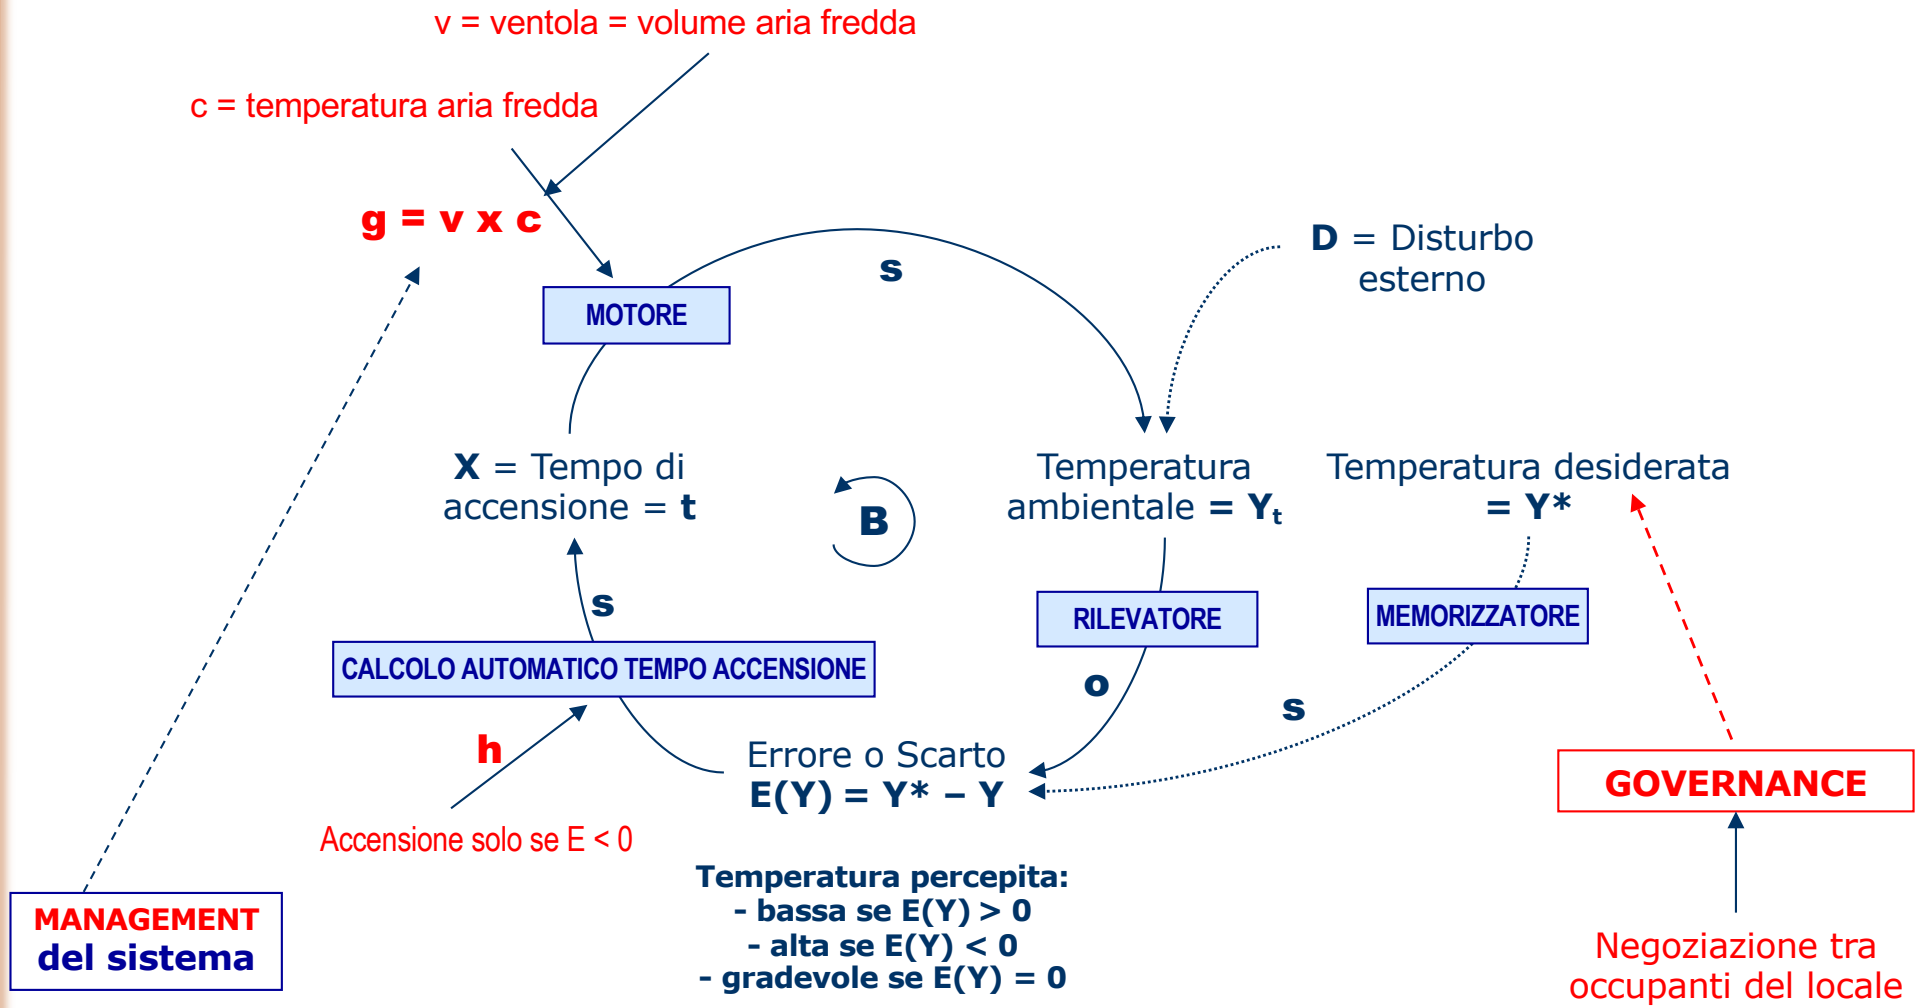 v = ventola = volume aria fredda
c = temperatura aria fredda
g = v x c
D = Disturbo
esterno
s
MOTORE
X = Tempo di
accensione = t
B
Temperatura
ambientale = Yt
Temperatura desiderata
= Y*
s
RILEVATORE
MEMORIZZATORE
CALCOLO AUTOMATICO TEMPO ACCENSIONE
o
s
h
Errore o Scarto
E(Y) = Y* – Y
GOVERNANCE
Accensione solo se E < 0
Temperatura percepita:
- bassa se E(Y) > 0
- alta se E(Y) < 0
- gradevole se E(Y) = 0
MANAGEMENT
del sistema
Negoziazione tra
occupanti del locale